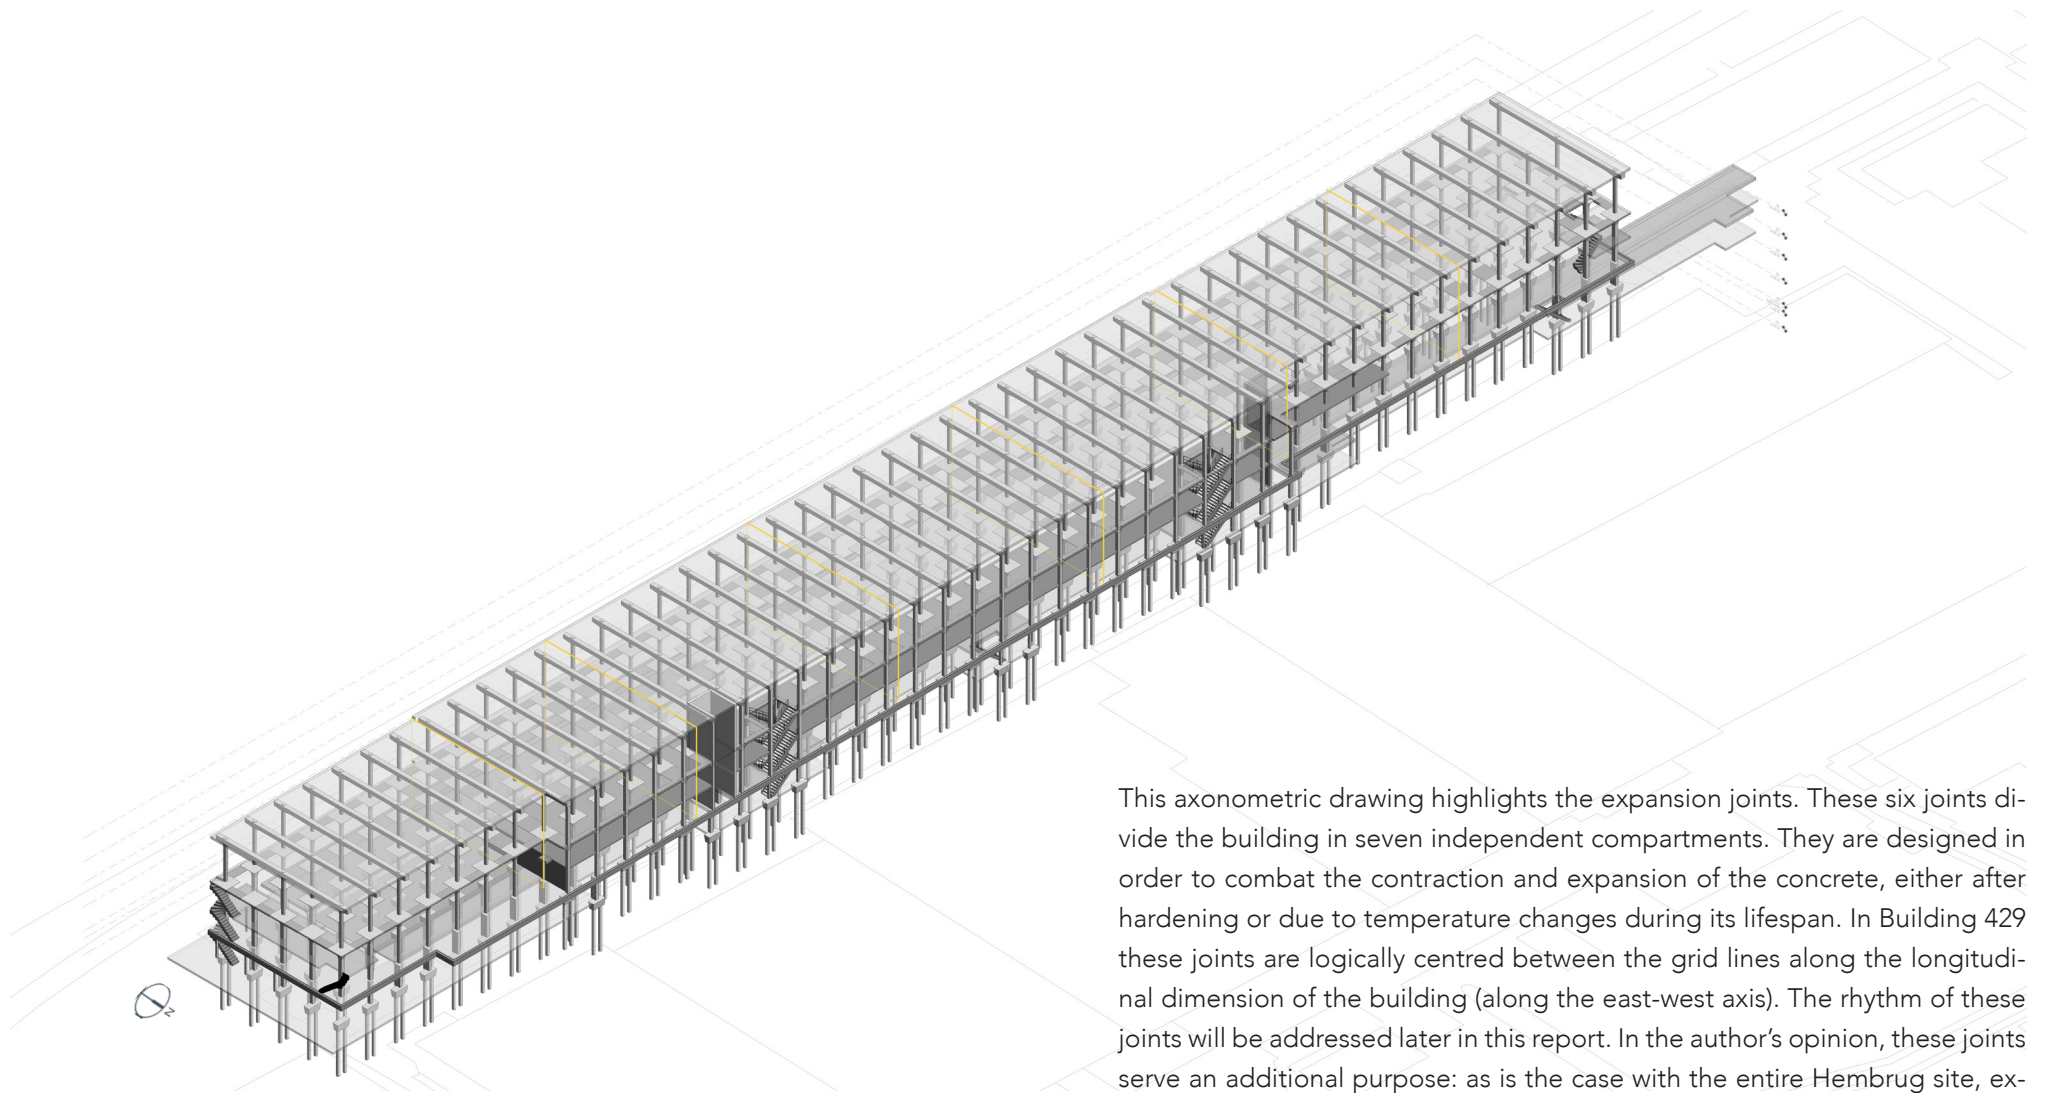 This axonometric drawing highlights the expansion joints. These six joints di-
vide the building in seven independent compartments. They are designed in
order to combat the contraction and expansion of the concrete, either after
hardening or due to temperature changes during its lifespan. In Building 429
these joints are logically centred between the grid lines along the longitudi-
nal dimension of the building (along the east-west axis). The rhythm of these
joints will be addressed later in this report. In the author’s opinion, these joints
serve an additional purpose: as is the case with the entire Hembrug site, ex-
N